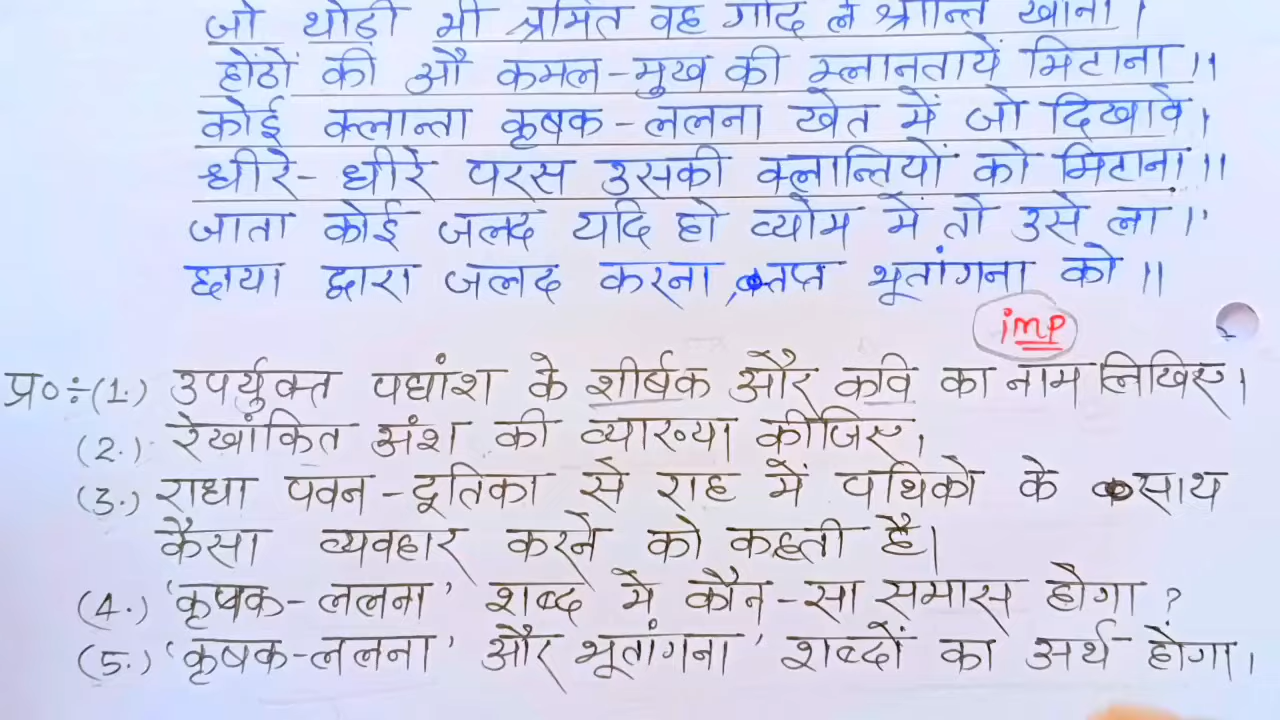 जो थोड़ी भी श्रमित वह गोद ले श्रान्ति खोना।
होंठों की औ कमल-मुख की म्लानतायें मिटाना।।
कोई क्लान्ता कृषक-ललना खेत में जो दिखावे।
धीरे-धीरे परस उसकी क्लान्तियों को मिटाना।।
जाता कोई जलद यदि हो व्योम में तो उसे ला।
छाया द्वारा जलद करना, तप्त भूतांगना को।।
imp
प्र०÷(1.) उपर्युक्त पद्यांश के शीर्षक और कवि का नाम लिखिए।
(2.) रेखांकित अंश की व्याख्या कीजिए।
(3.) राधा पवन-दूतिका से राह में पथिको के साथ
कैसा व्यवहार करने को कहती है।
(4.) 'कृषक-ललना' शब्द में कौन-सा समास होगा?
(5.) 'कृषक-ललना' और भूतांगना' शब्दों का अर्थ होगा।